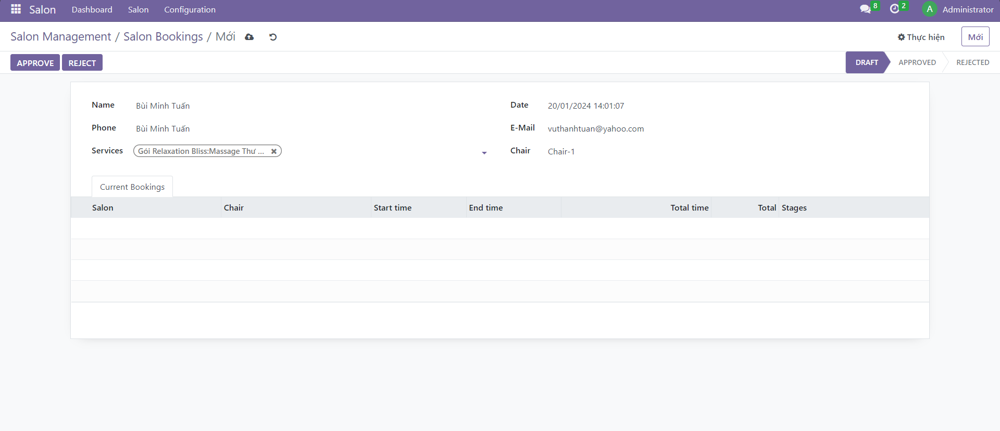 Salon Dashboard Salon Configuration 8 2 A Administrator
Salon Management / Salon Bookings / Mới Thực hiện Mới
APPROVE REJECT DRAFT APPROVED REJECTED
Name Bùi Minh Tuấn Date 20/01/2024 14:01:07
Phone Bùi Minh Tuấn E-Mail vuthanhtuan@yahoo.com
Services Gói Relaxation Bliss:Massage Thư ... Chair Chair-1
Current Bookings
Salon Chair Start time End time Total time Total Stages